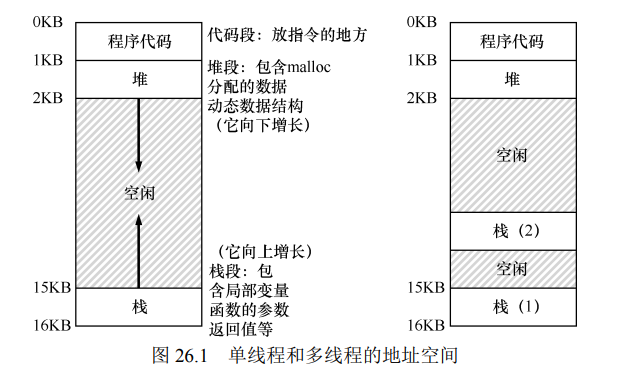 0KB
程序代码
代码段：放指令的地方
1KB
堆
堆段：包含malloc
分配的数据
2KB
动态数据结构
（它向下增长）
空闲
（它向上增长）
栈段：包
15KB
含局部变量
栈
函数的参数
16KB
返回值等
0KB
程序代码
1KB
堆
2KB
空闲
栈（2）
空闲
15KB
栈（1）
16KB
图 26.1 单线程和多线程的地址空间